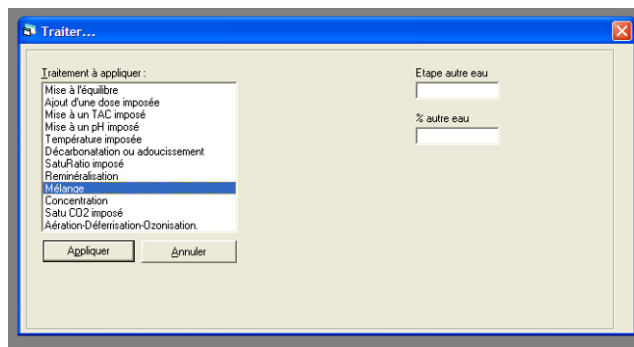 Traiter...
Traitement à appliquer :
Mise à l'équilibre
Ajout d'une dose imposée
Mise à un TAC imposé
Mise à un pH imposé
Température imposée
Décarbonatation ou adoucissement
SatuRatio imposé
Reminéralisation
Mélange
Concentration
Satu CO2 imposé
Aération-Déferrisation-Ozonisation.
Appliquer
Annuler
Etape autre eau
% autre eau